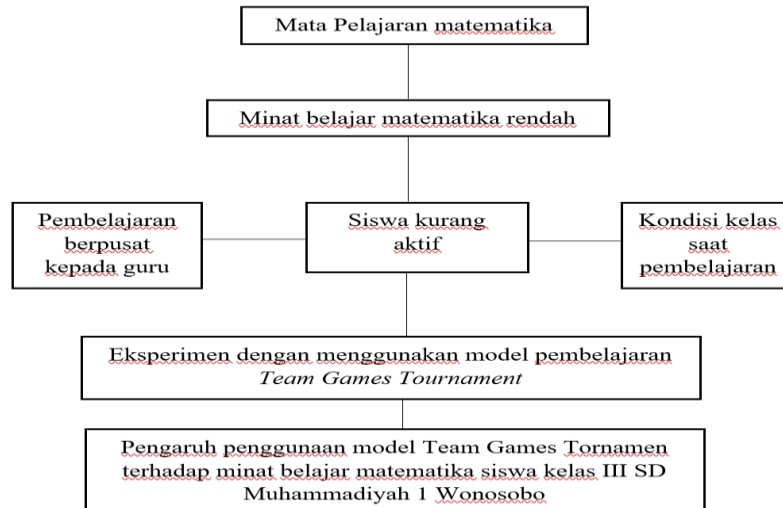 Mata Pelajaran matematika
Minat belajar matematika rendah
Pembelajaran
berpusat
kepada guru
Siswa kurang
aktif
Kondisi kelas
saat
pembelajaran
Eksperimen dengan menggunakan model pembelajaran
Team Games Tournament
Pengaruh penggunaan model Team Games Tornamen
terhadap minat belajar matematika siswa kelas III SD
Muhammadiyah 1 Wonosobo